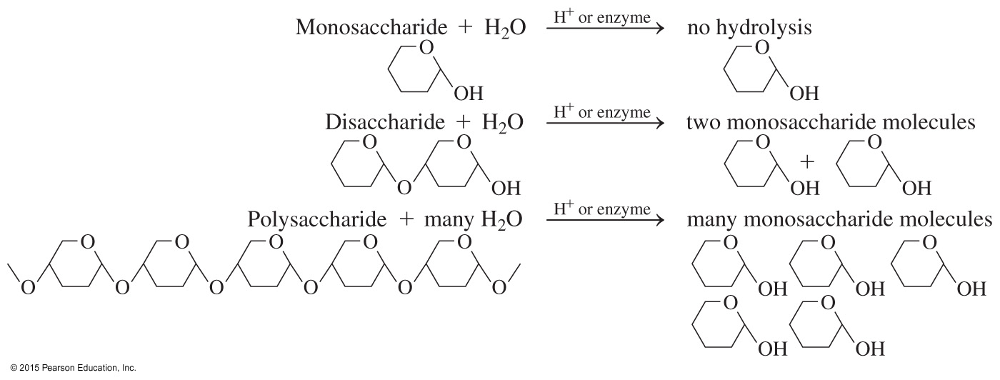 Monosaccharide + H₂O H⁺ or enzyme no hydrolysis
O O
OH OH
Disaccharide + H₂O H⁺ or enzyme two monosaccharide molecules
O O O O
+
O OH OH OH
Polysaccharide + many H₂O H⁺ or enzyme many monosaccharide molecules
O O O O O O O O
O O O O O O OH OH OH
O O
OH OH
© 2015 Pearson Education, Inc.